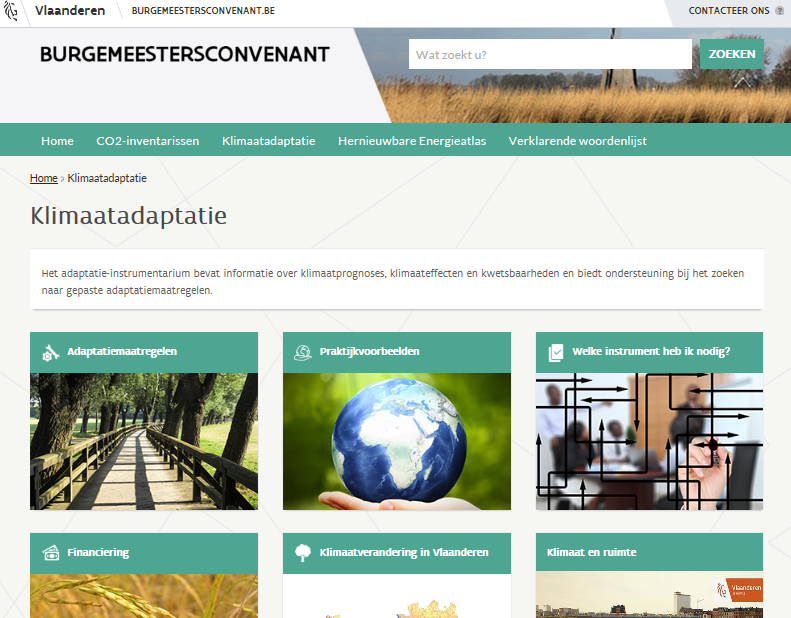 Vlaanderen
BURGEMEESTERSCONVENANT.BE
CONTACTEER ONS ?
BURGEMEESTERSCONVENANT
Wat zoekt u?
ZOEKEN
Home CO2-inventarissen Klimaatadaptatie Hernieuwbare Energieatlas Verklarende woordenlijst
Home > Klimaatadaptatie
Klimaatadaptatie
Het adaptatie-instrumentarium bevat informatie over klimaatprognoses, klimaateffecten en kwetsbaarheden en biedt ondersteuning bij het zoeken
naar gepaste adaptatiemaatregelen.
Adaptatiemaatregelen
Praktijkvoorbeelden
Welke instrument heb ik nodig?
Financiering
Klimaatverandering in Vlaanderen
Klimaat en ruimte
Vlaanderen